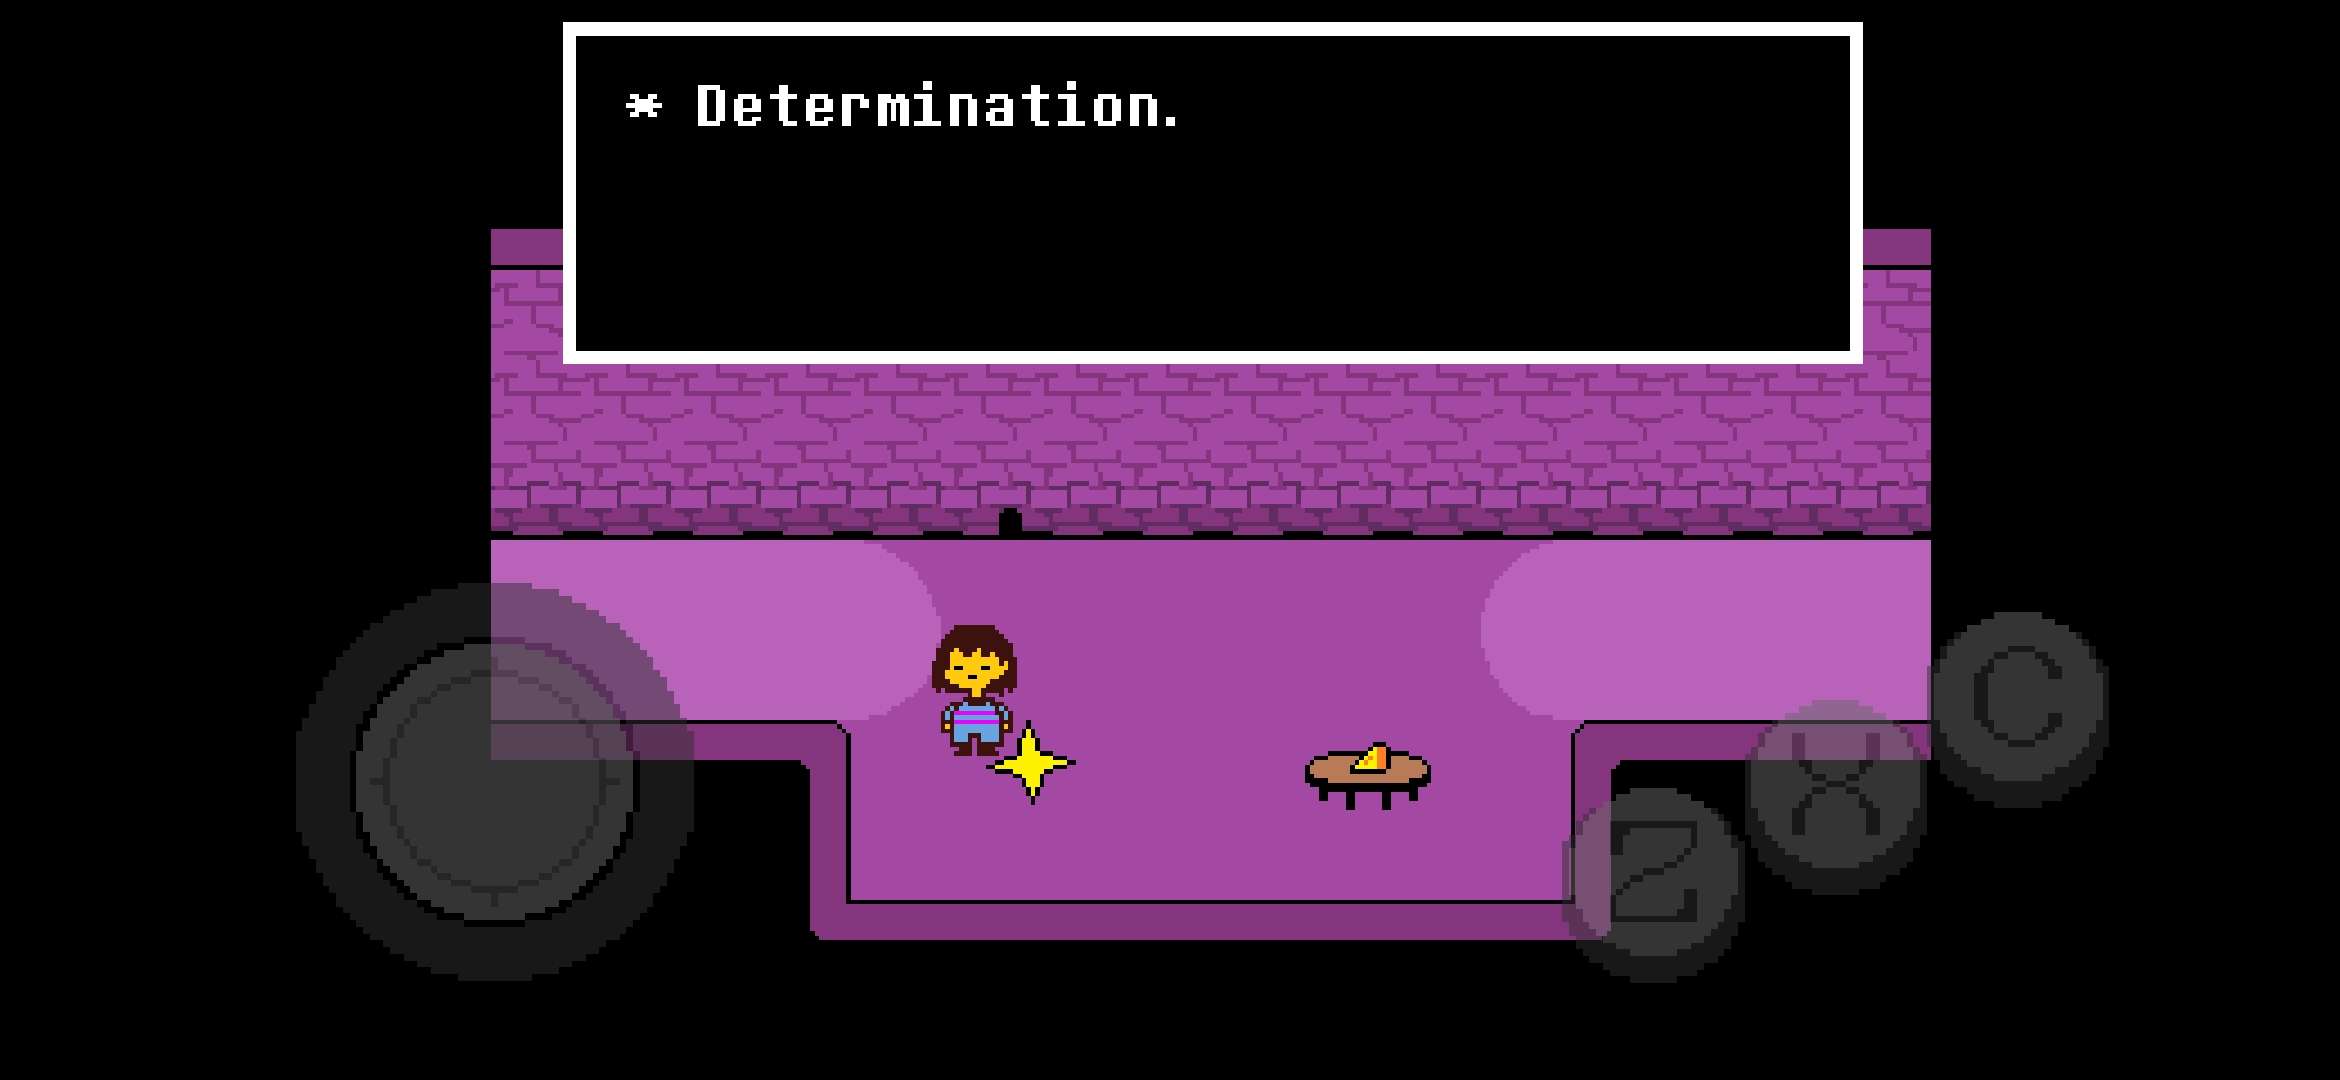 * Determination.
C
X
Z